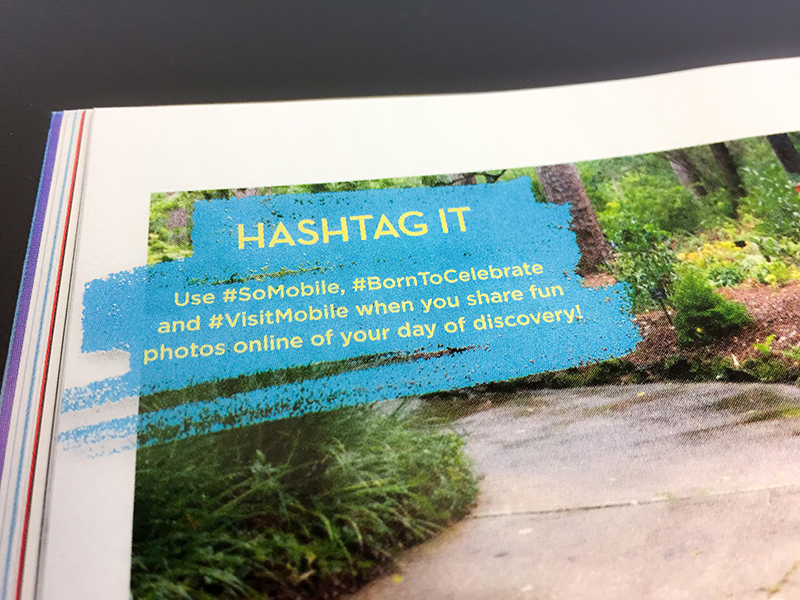 HASHTAG IT
Use #SoMobile, #BornToCelebrate
and #VisitMobile when you share fun
photos online of your day of discovery!